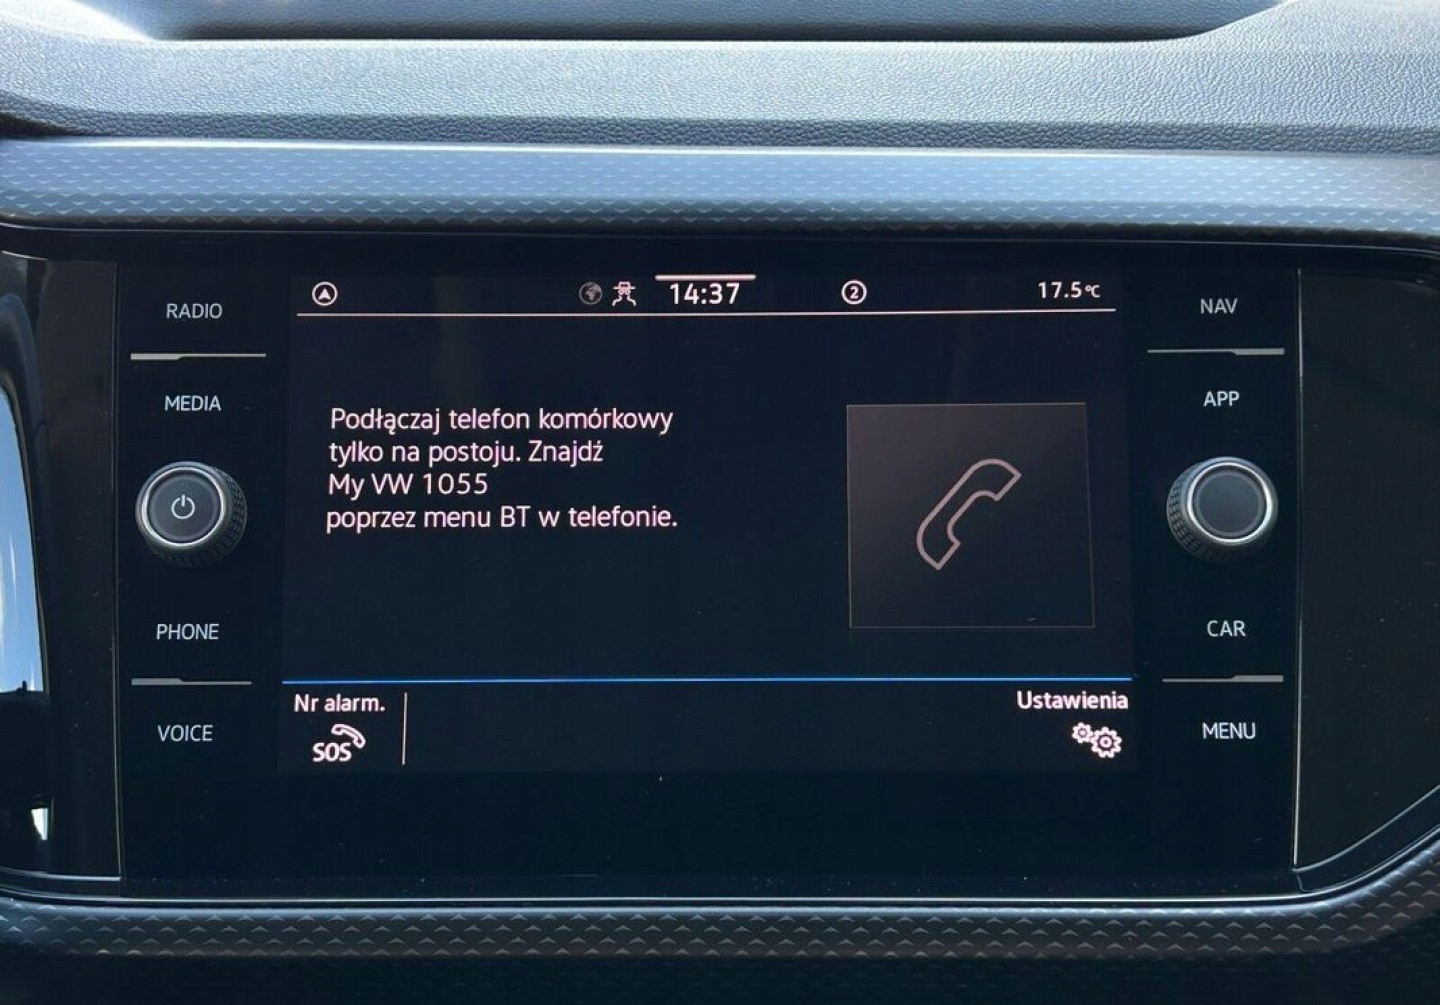 RADIO
MEDIA
PHONE
VOICE
14:37
2
17.5°C
Podłączaj telefon komórkowy
tylko na postoju. Znajdź
My VW 1055
poprzez menu BT w telefonie.
Nr alarm.
SOS
Ustawienia
NAV
APP
CAR
MENU